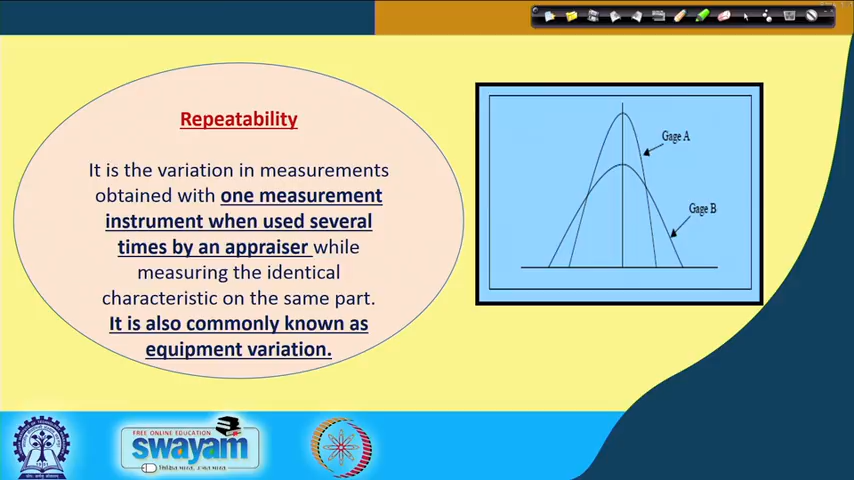 Repeatability
It is the variation in measurements
obtained with one measurement
instrument when used several
times by an appraiser while
measuring the identical
characteristic on the same part.
It is also commonly known as
equipment variation.
Gage A
Gage B
FREE ONLINE EDUCATION
swayam